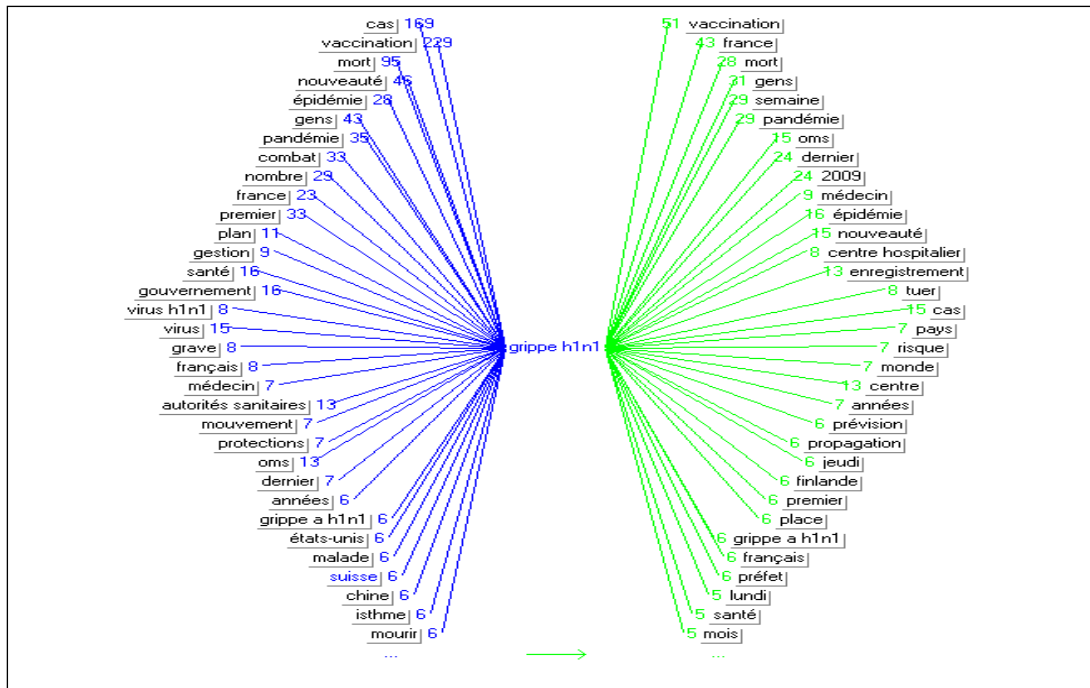 cas 169
vaccination 229
mort 95
nouveauté 46
épidémie 28
gens 43
pandémie 35
combat 33
nombre 29
france 23
premier 33
plan 11
gestion 9
santé 16
gouvernement 16
virus h1n1 8
virus 15
grave 8
français 8
médecin 7
autorités sanitaires 13
mouvement 7
protections 7
oms 13
dernier 7
années 6
grippe a h1n1 6
états-unis 6
malade 6
suisse 6
chine 6
isthme 6
mourir 6
...
grippe h1n1
51 vaccination
43 france
28 mort
31 gens
29 semaine
29 pandémie
15 oms
24 dernier
24 2009
9 médecin
16 épidémie
15 nouveauté
8 centre hospitalier
13 enregistrement
8 tuer
15 cas
7 pays
7 risque
7 monde
13 centre
7 années
6 prévision
6 propagation
6 jeudi
6 finlande
6 premier
6 place
6 grippe a h1n1
6 français
6 préfet
5 lundi
5 santé
5 mois
...